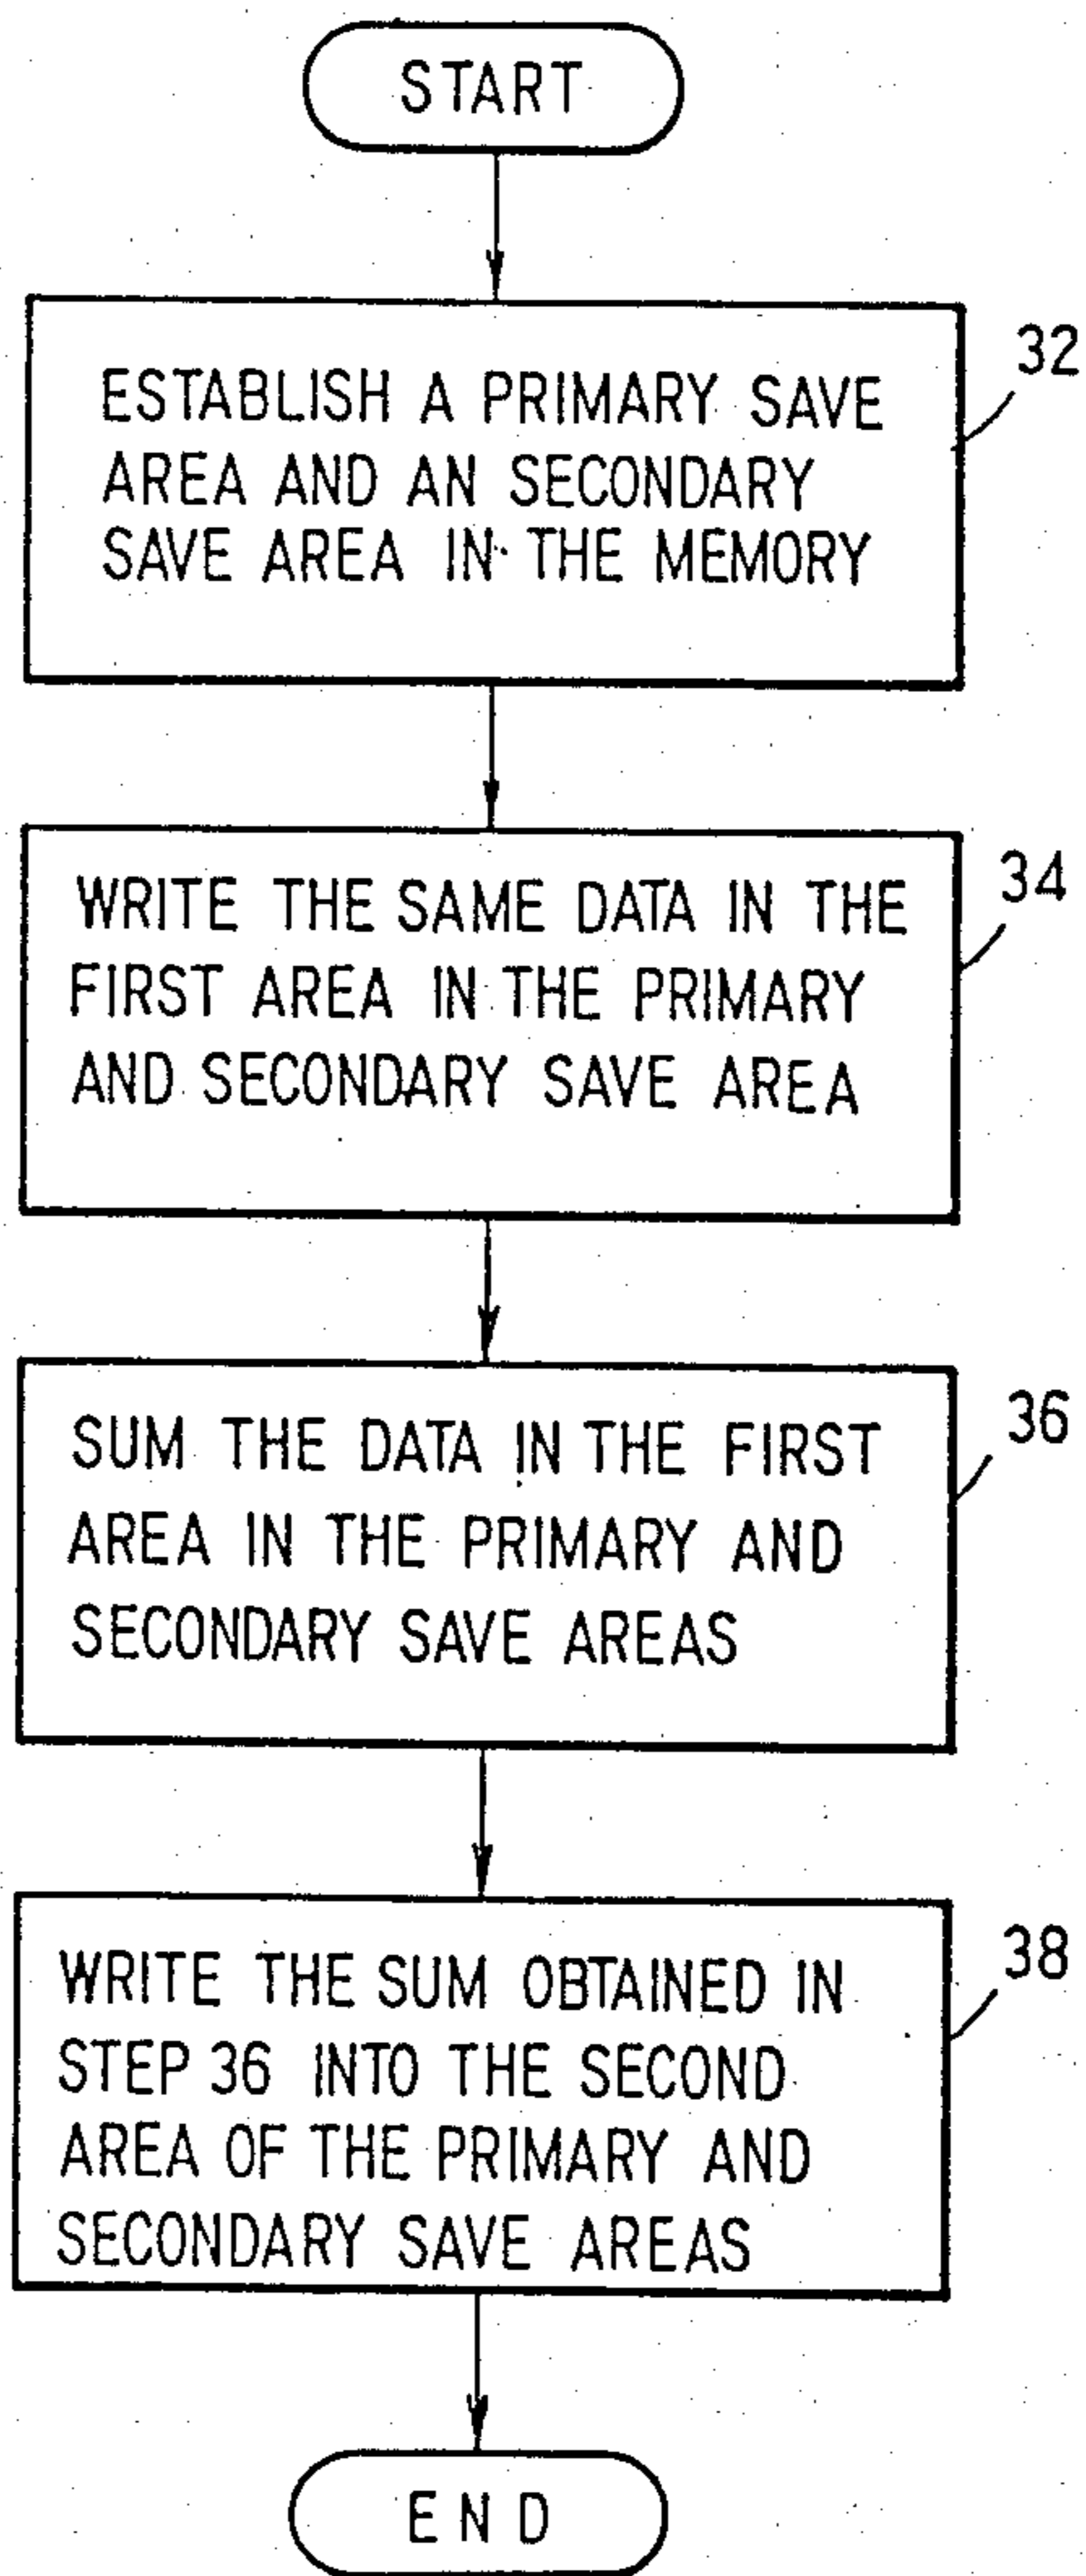 START
ESTABLISH A PRIMARY SAVE
AREA AND AN SECONDARY
SAVE AREA IN THE MEMORY
32
WRITE THE SAME DATA IN THE
FIRST AREA IN THE PRIMARY
AND SECONDARY SAVE AREA
34
SUM THE DATA IN THE FIRST
AREA IN THE PRIMARY AND
SECONDARY SAVE AREAS
36
WRITE THE SUM OBTAINED IN
STEP 36 INTO THE SECOND
AREA OF THE PRIMARY AND
SECONDARY SAVE AREAS
38
END